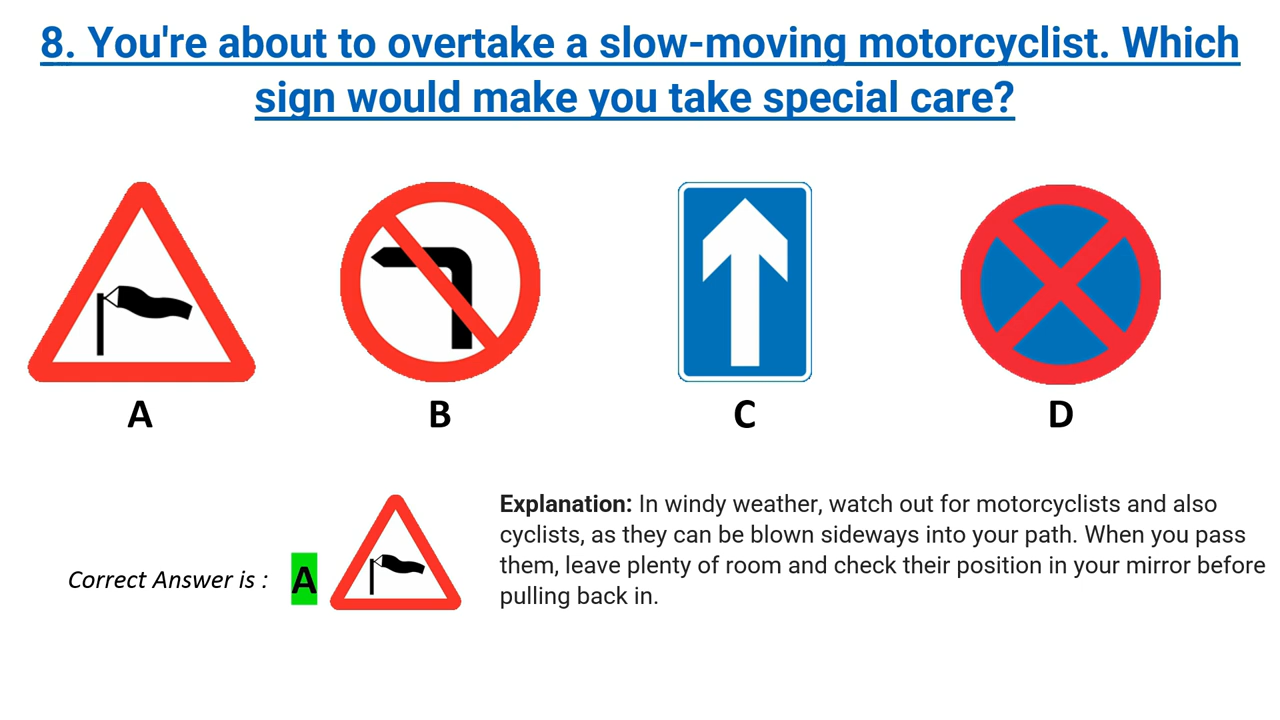 8. You're about to overtake a slow-moving motorcyclist. Which
sign would make you take special care?
A
B
C
D
Correct Answer is :
A
Explanation: In windy weather, watch out for motorcyclists and also
cyclists, as they can be blown sideways into your path. When you pass
them, leave plenty of room and check their position in your mirror before
pulling back in.